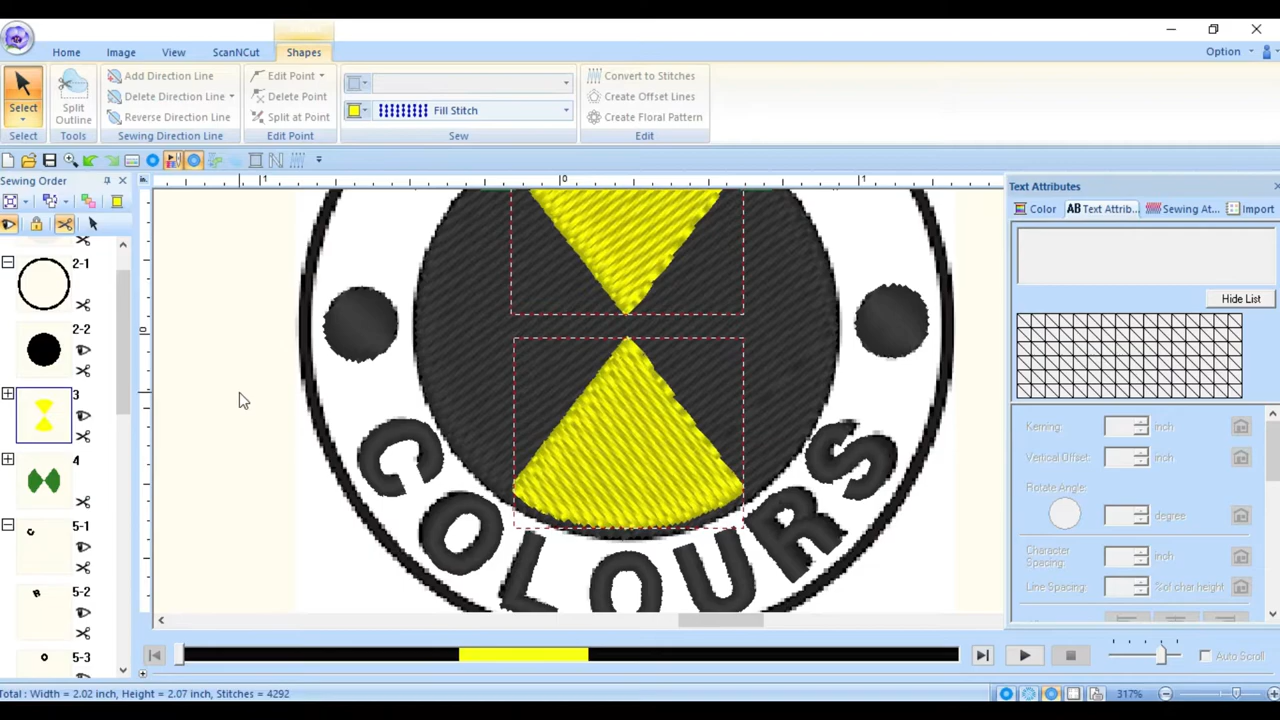 Home Image View ScanNCut Shapes Option
Select
Split
Outline
Add Direction Line
Delete Direction Line
Reverse Direction Line
Edit Point
Delete Point
Split at Point
Fill Stitch
Convert to Stitches
Create Offset Lines
Create Floral Pattern
Select Tools Sewing Direction Line Edit Point Sew Edit
Sewing Order
2-1
2-2
3
4
5-1
5-2
5-3
1 0 1
0
COLOURS
Text Attributes
Color AB Text Attrib... Sewing At... Import
Hide List
Kerning: inch
Vertical Offset: inch
Rotate Angle:
degree
Character
Spacing: inch
Line Spacing: % of char height
Auto Scroll
Total : Width = 2.02 inch, Height = 2.07 inch, Stitches = 4292
317%